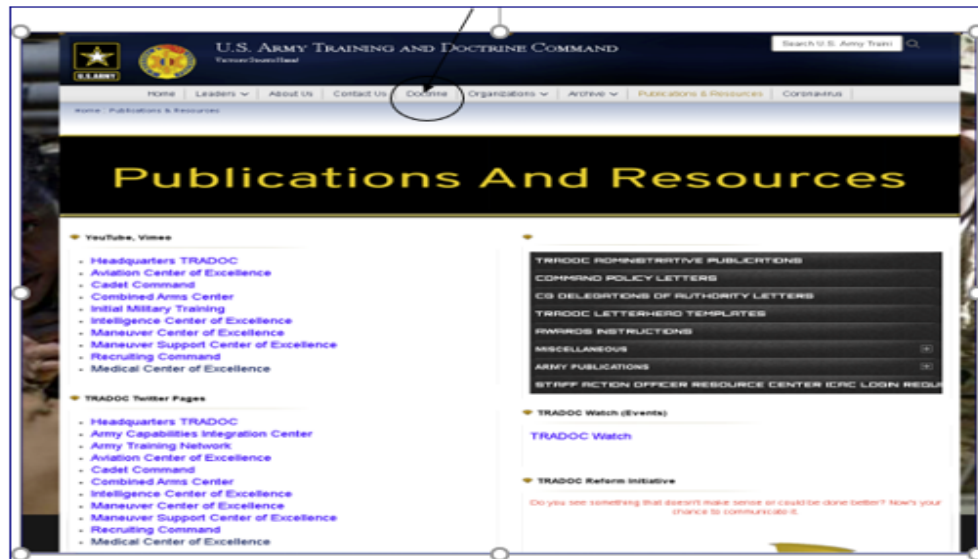 U.S. ARMY TRAINING AND DOCTRINE COMMAND
Victory Starts Here!
Search U.S. Army Traini
U.S.ARMY
Home Leaders About Us Contact Us Doctrine Organizations Archive Publications & Resources Coronavirus
Home : Publications & Resources
Publications And Resources
YouTube, Vimeo
Headquarters TRADOC
Aviation Center of Excellence
Cadet Command
Combined Arms Center
Initial Military Training
Intelligence Center of Excellence
Maneuver Center of Excellence
Maneuver Support Center of Excellence
Recruiting Command
Medical Center of Excellence
TRADOC Twitter Pages
Headquarters TRADOC
Army Capabilities Integration Center
Army Training Network
Aviation Center of Excellence
Cadet Command
Combined Arms Center
Intelligence Center of Excellence
Maneuver Center of Excellence
Maneuver Support Center of Excellence
Recruiting Command
Medical Center of Excellence
TRADOC ADMINISTRATIVE PUBLICATIONS
COMMAND POLICY LETTERS
CG DELEGATIONS OF AUTHORITY LETTERS
TRADOC LETTERHEAD TEMPLATES
AWARDS INSTRUCTIONS
MISCELLANEOUS
ARMY PUBLICATIONS
STAFF ACTION OFFICER RESOURCE CENTER (CAC LOGIN REQUI
TRADOC Watch (Events)
TRADOC Watch
TRADOC Reform Initiative
Do you see something that doesn't make sense or could be done better? Now's your
chance to communicate it.